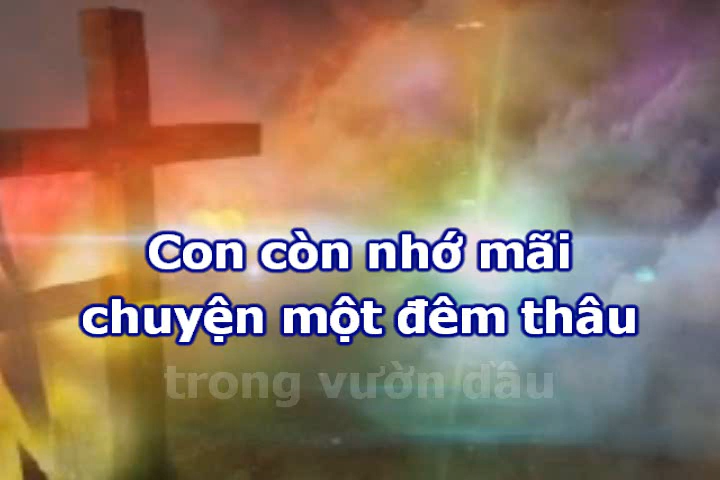 Con còn nhớ mãi
chuyện một đêm thâu
trong vườn dầu